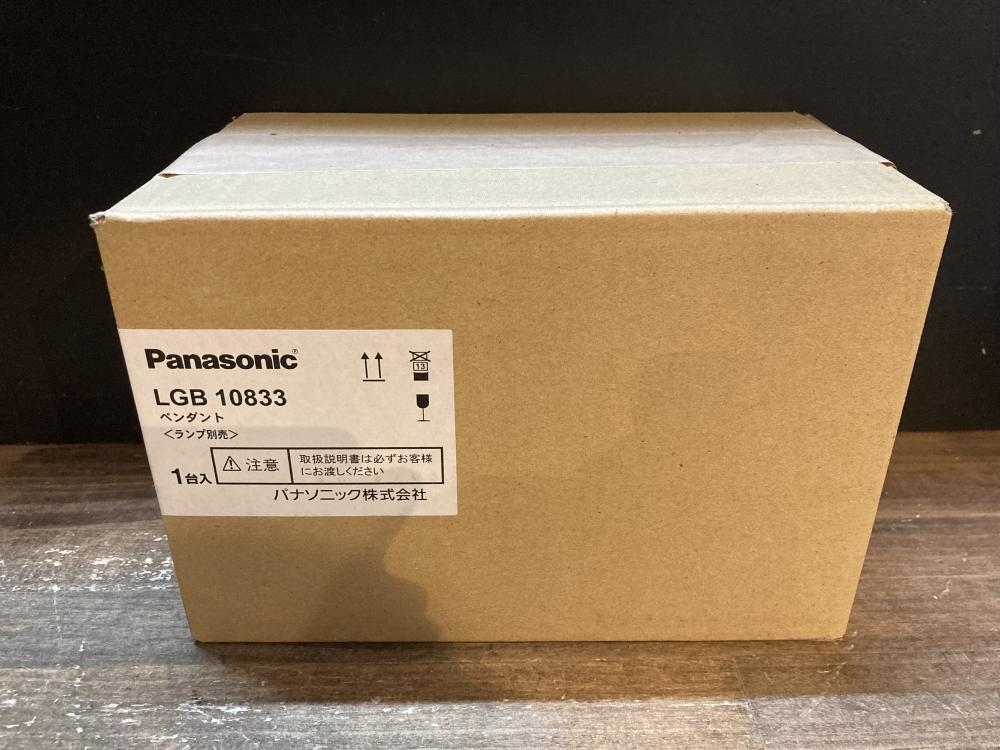 Panasonic®
LGB 10833
ペンダント
<ランプ別売>
13
1台入
注意
取扱説明書は必ずお客様
にお渡しください
パナソニック株式会社